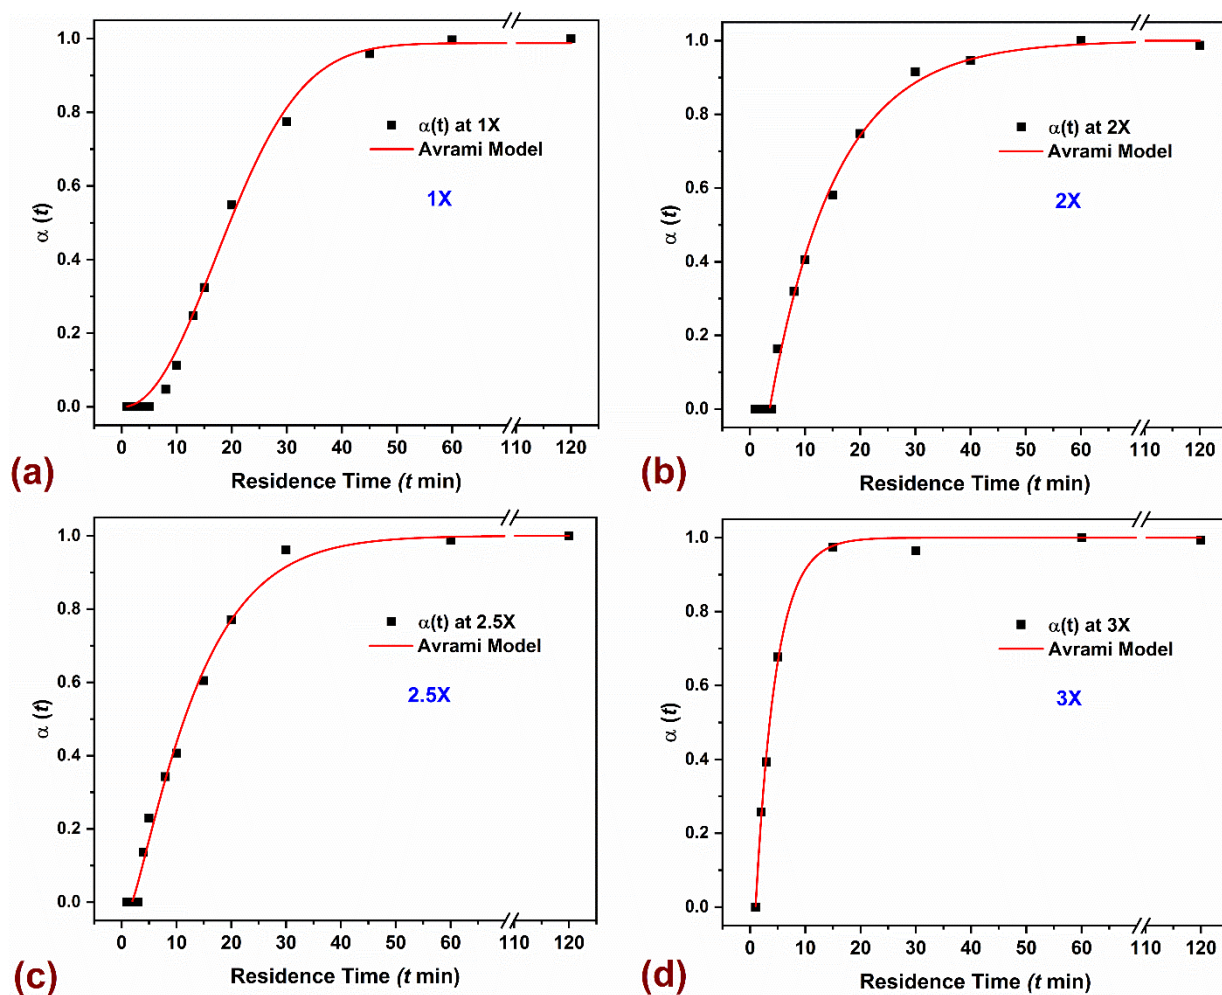 1.0
0.8
0.6
0.4
0.2
0.0
α (t)
α(t) at 1X
Avrami Model
1X
0 10 20 30 40 50 60 110 120
Residence Time (t min)
(a)
1.0
0.8
0.6
0.4
0.2
0.0
α (t)
α(t) at 2X
Avrami Model
2X
0 10 20 30 40 50 60 110 120
Residence Time (t min)
(b)
1.0
0.8
0.6
0.4
0.2
0.0
α (t)
α(t) at 2.5X
Avrami Model
2.5X
0 10 20 30 40 50 60 110 120
Residence Time (t min)
(c)
1.0
0.8
0.6
0.4
0.2
0.0
α (t)
α(t) at 3X
Avrami Model
3X
0 10 20 30 40 50 60 110 120
Residence Time (t min)
(d)